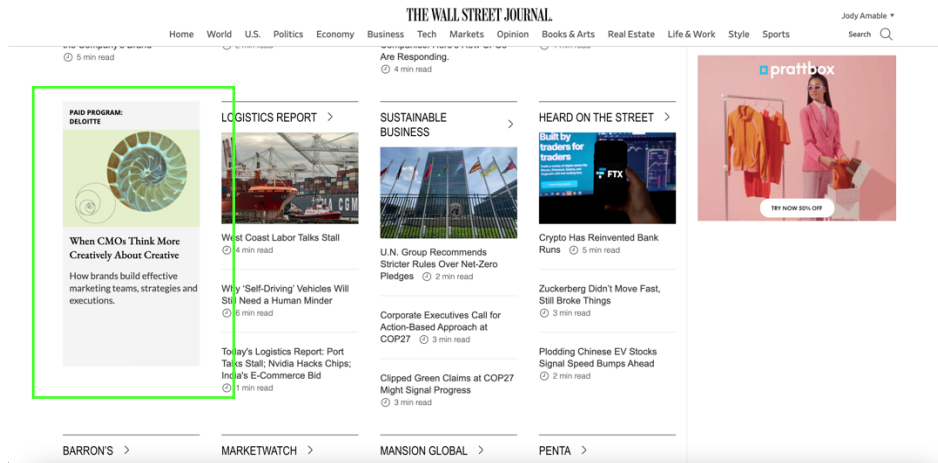 THE WALL STREET JOURNAL.
Jody Amable
Home World U.S. Politics Economy Business Tech Markets Opinion Books & Arts Real Estate Life & Work Style Sports
Search
5 min read
Are Responding.
4 min read
PAID PROGRAM:
DELOITTE
When CMOs Think More
Creatively About Creative
How brands build effective
marketing teams, strategies and
executions.
LOGISTICS REPORT
CGM
West Coast Labor Talks Stall
4 min read
Why 'Self-Driving' Vehicles Will
Still Need a Human Minder
6 min read
Today's Logistics Report: Port
Talks Stall; Nvidia Hacks Chips;
India's E-Commerce Bid
1 min read
SUSTAINABLE
BUSINESS
U.N. Group Recommends
Stricter Rules Over Net-Zero
Pledges 2 min read
Corporate Executives Call for
Action-Based Approach at
COP27 3 min read
Clipped Green Claims at COP27
Might Signal Progress
3 min read
HEARD ON THE STREET
Built by
traders for
traders
FTX
Crypto Has Reinvented Bank
Runs 5 min read
Zuckerberg Didn't Move Fast,
Still Broke Things
3 min read
Plodding Chinese EV Stocks
Signal Speed Bumps Ahead
2 min read
prattbox
TRY NOW 50% OFF
BARRON'S
MARKETWATCH
MANSION GLOBAL
PENTA